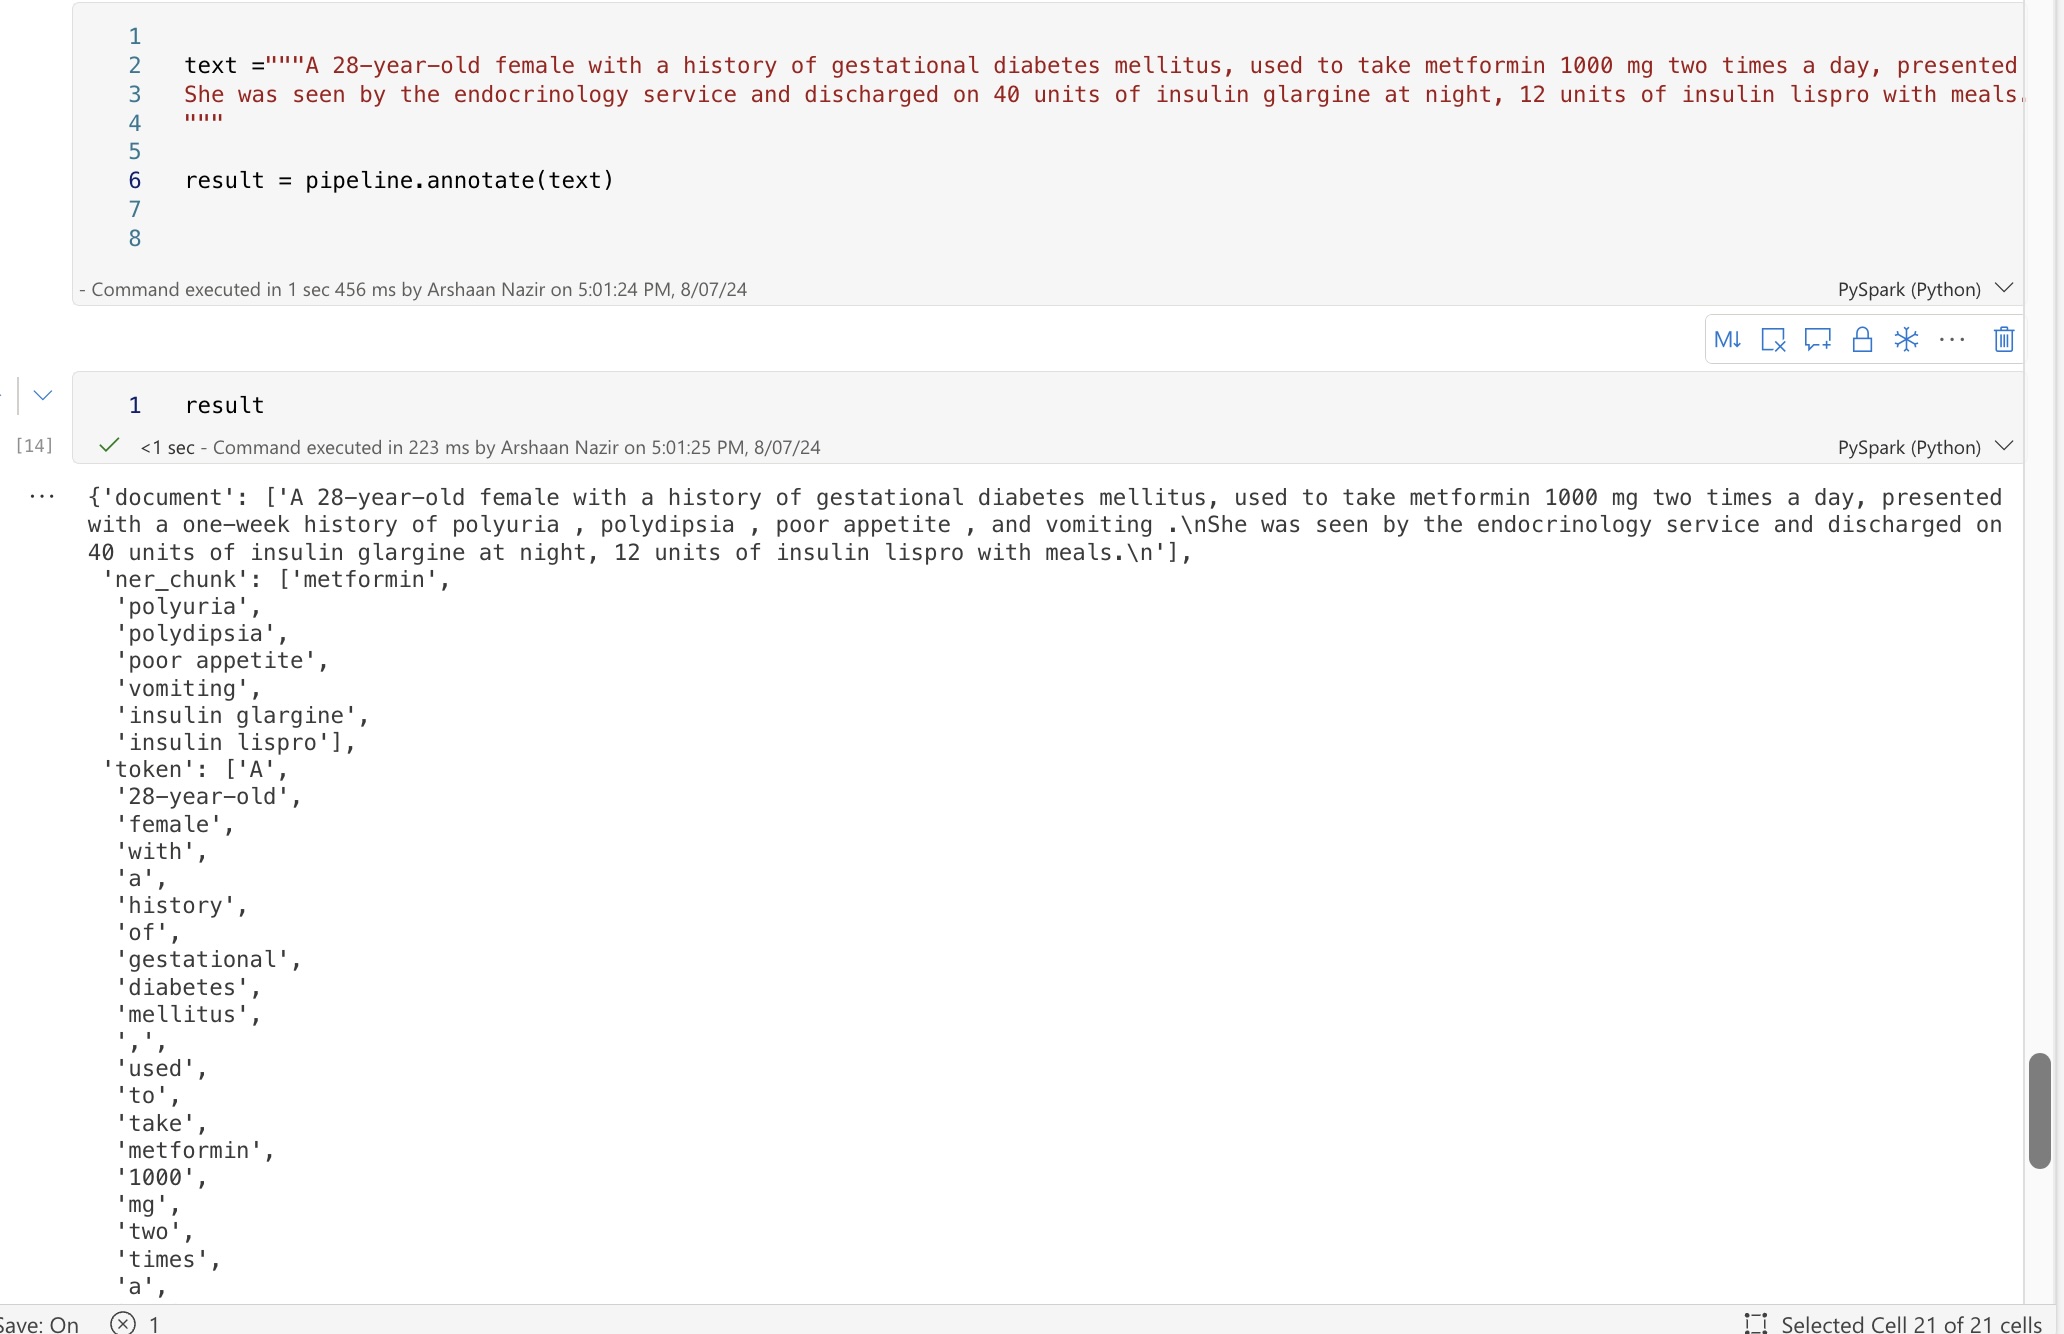 1
2 text ="""A 28-year-old female with a history of gestational diabetes mellitus, used to take metformin 1000 mg two times a day, presented
3 She was seen by the endocrinology service and discharged on 40 units of insulin glargine at night, 12 units of insulin lispro with meals.
4 """
5
6 result = pipeline.annotate(text)
7
8
- Command executed in 1 sec 456 ms by Arshaan Nazir on 5:01:24 PM, 8/07/24 PySpark (Python)
M↓ ...
1 result
[14] <1 sec - Command executed in 223 ms by Arshaan Nazir on 5:01:25 PM, 8/07/24 PySpark (Python)
... {'document': ['A 28-year-old female with a history of gestational diabetes mellitus, used to take metformin 1000 mg two times a day, presented
with a one-week history of polyuria , polydipsia , poor appetite , and vomiting .\nShe was seen by the endocrinology service and discharged on
40 units of insulin glargine at night, 12 units of insulin lispro with meals.\n'],
'ner_chunk': ['metformin',
'polyuria',
'polydipsia',
'poor appetite',
'vomiting',
'insulin glargine',
'insulin lispro'],
'token': ['A',
'28-year-old',
'female',
'with',
'a',
'history',
'of',
'gestational',
'diabetes',
'mellitus',
',',
'used',
'to',
'take',
'metformin',
'1000',
'mg',
'two',
'times',
'a',
Save: On 1 Selected Cell 21 of 21 cells